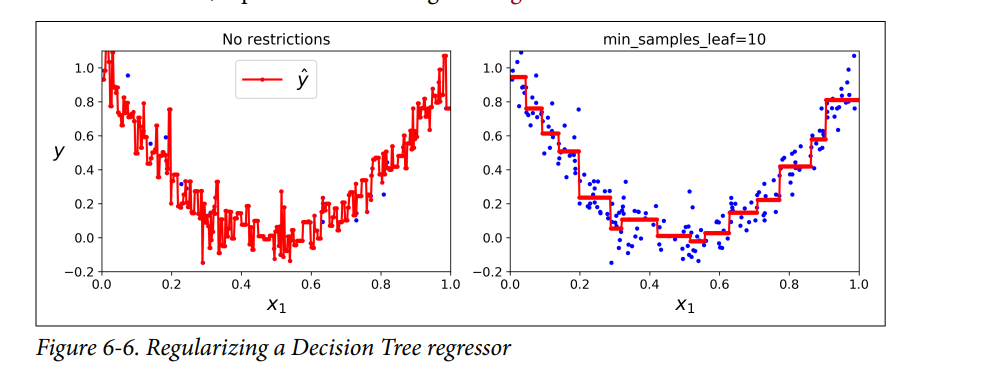 No restrictions
min_samples_leaf=10
1.0
0.8
0.6
0.4
0.2
0.0
−0.2
y
ŷ
0.0 0.2 0.4 0.6 0.8 1.0
x₁
1.0
0.8
0.6
0.4
0.2
0.0
−0.2
0.0 0.2 0.4 0.6 0.8 1.0
x₁
Figure 6-6. Regularizing a Decision Tree regressor